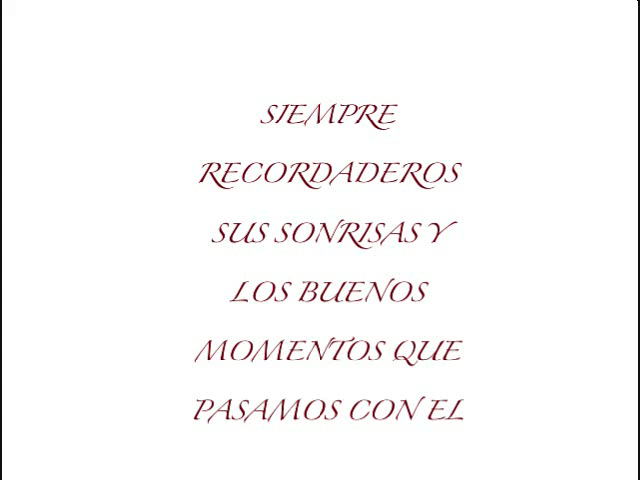 SIEMPRE
RECORDADEROS
SUS SONRISAS Y
LOS BUENOS
MOMENTOS QUE
PASAMOS CON EL